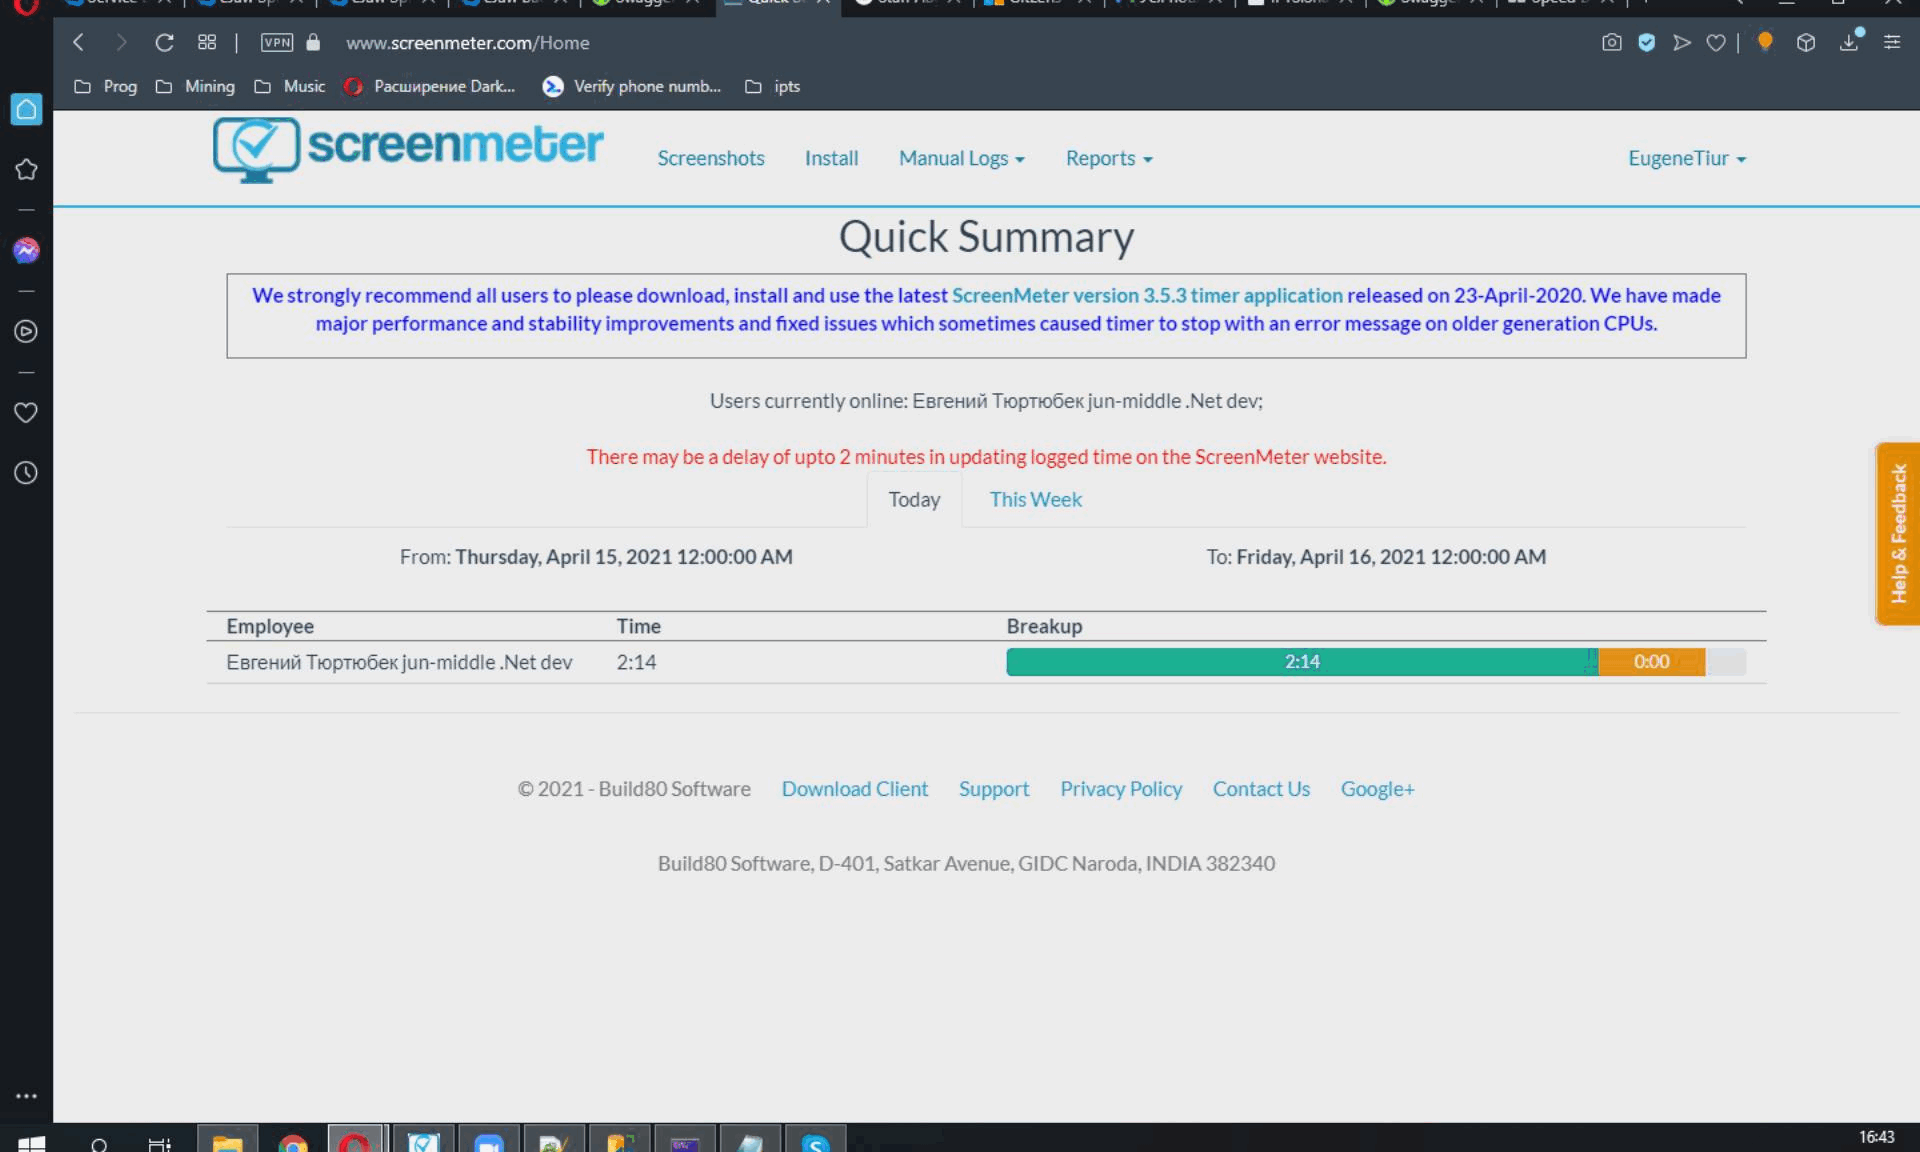 VPN www.screenmeter.com/Home
Prog Mining Music Расширение Dark... Verify phone numb... ipts
screenmeter Screenshots Install Manual Logs Reports EugeneTiur
Quick Summary
We strongly recommend all users to please download, install and use the latest ScreenMeter version 3.5.3 timer application released on 23-April-2020. We have made
major performance and stability improvements and fixed issues which sometimes caused timer to stop with an error message on older generation CPUs.
Users currently online: Евгений Тюртюбек jun-middle .Net dev;
There may be a delay of upto 2 minutes in updating logged time on the ScreenMeter website.
Today This Week
Help & Feedback
From: Thursday, April 15, 2021 12:00:00 AM To: Friday, April 16, 2021 12:00:00 AM
Employee Time Breakup
Евгений Тюртюбек jun-middle .Net dev 2:14 2:14 0:00
© 2021 - Build80 Software Download Client Support Privacy Policy Contact Us Google+
Build80 Software, D-401, Satkar Avenue, GIDC Naroda, INDIA 382340
16:43